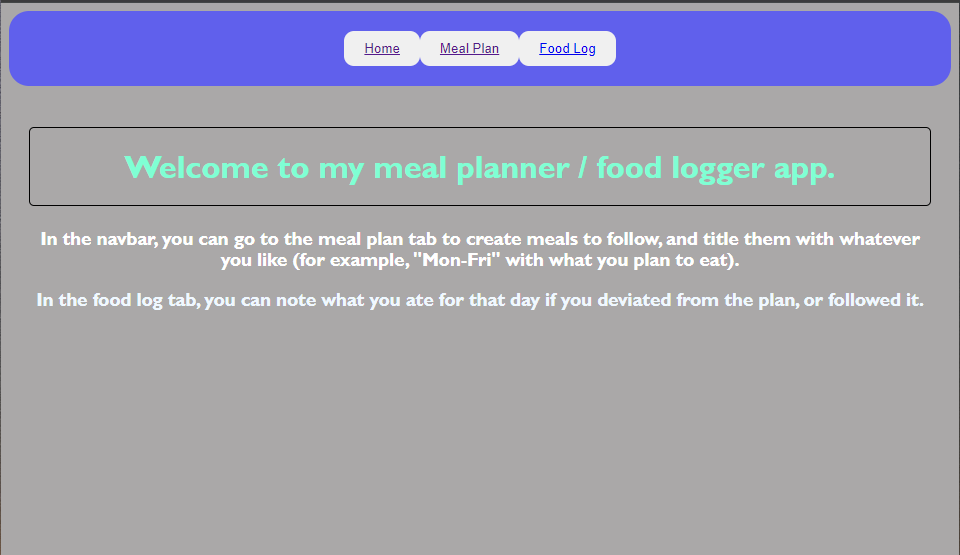 Home Meal Plan Food Log
Welcome to my meal planner / food logger app.
In the navbar, you can go to the meal plan tab to create meals to follow, and title them with whatever
you like (for example, "Mon-Fri" with what you plan to eat).
In the food log tab, you can note what you ate for that day if you deviated from the plan, or followed it.